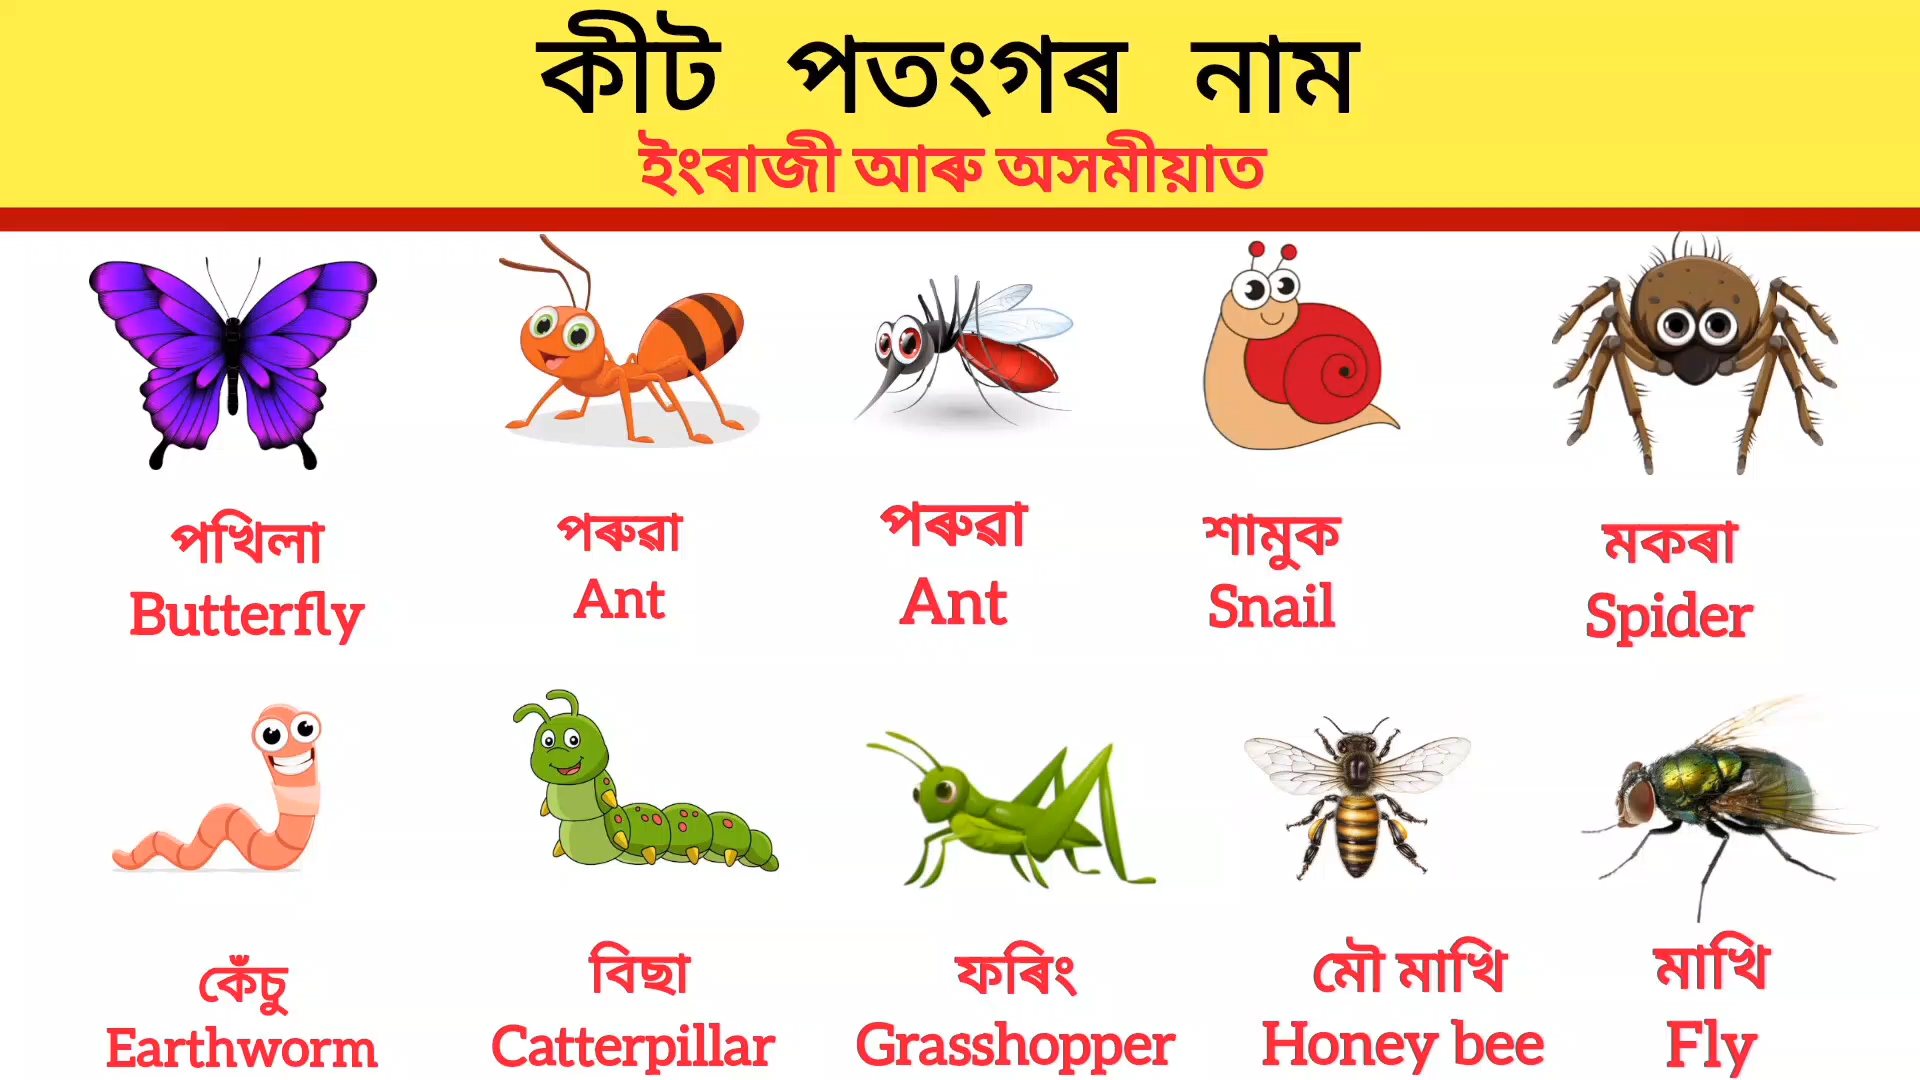 কীট পতংগৰ নাম
ইংৰাজী আৰু অসমীয়াত
পখিলা
Butterfly
পৰুৱা
Ant
পৰুৱা
Ant
শামুক
Snail
মকৰা
Spider
কেঁচু
Earthworm
বিছা
Catterpillar
ফৰিং
Grasshopper
মৌ মাখি
Honey bee
মাখি
Fly